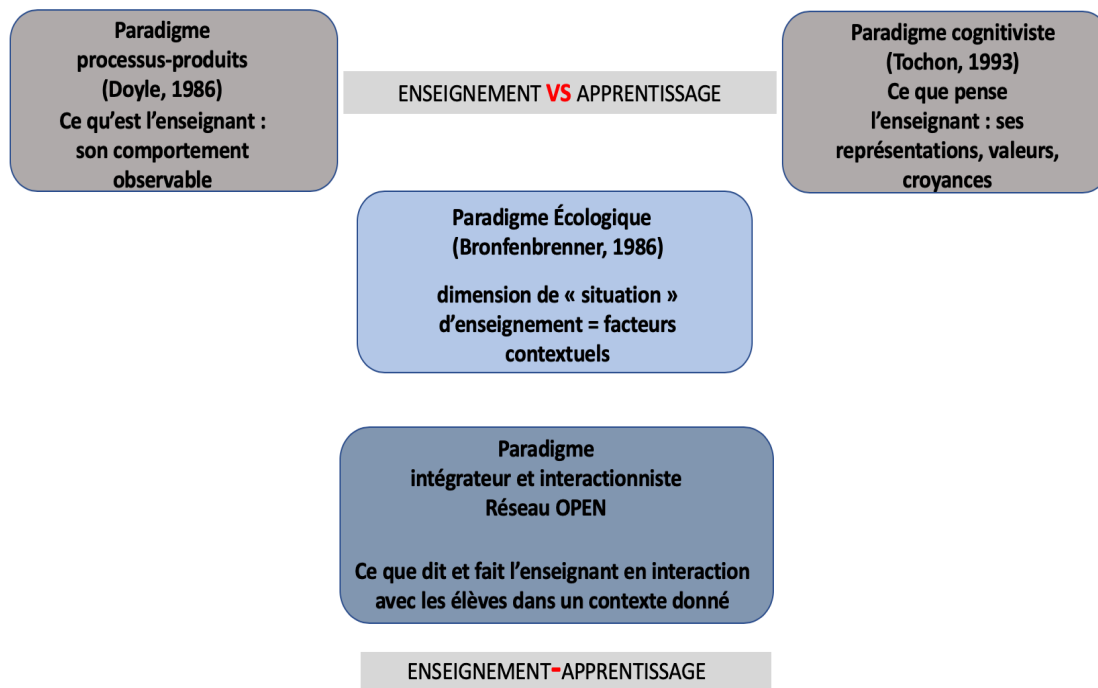 Paradigme
processus-produits
(Doyle, 1986)
Ce qu’est l’enseignant :
son comportement
observable
ENSEIGNEMENT VS APPRENTISSAGE
Paradigme cognitiviste
(Tochon, 1993)
Ce que pense
l’enseignant : ses
représentations, valeurs,
croyances
Paradigme Écologique
(Bronfenbrenner, 1986)
dimension de « situation »
d’enseignement = facteurs
contextuels
Paradigme
intégrateur et interactionniste
Réseau OPEN
Ce que dit et fait l’enseignant en interaction
avec les élèves dans un contexte donné
ENSEIGNEMENT-APPRENTISSAGE